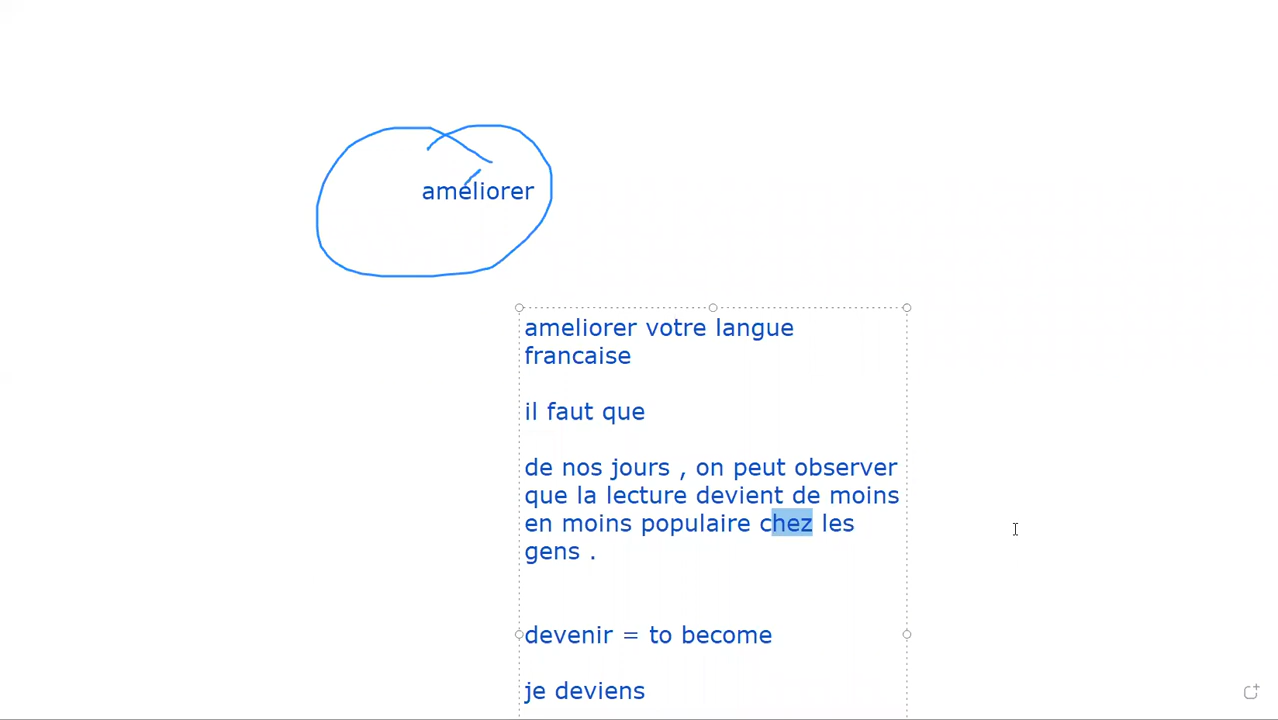 améliorer
ameliorer votre langue
francaise
il faut que
de nos jours , on peut observer
que la lecture devient de moins
en moins populaire chez les
gens .
devenir = to become
je deviens